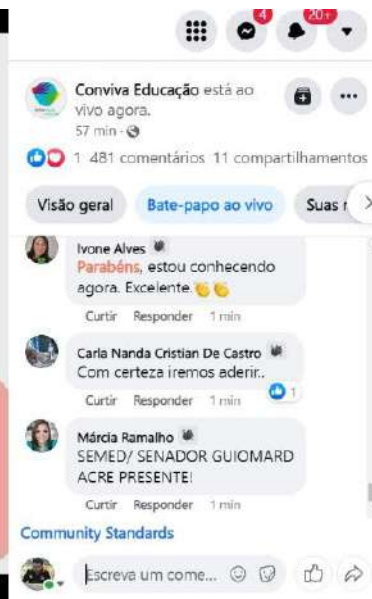 4
20+
Conviva Educação está ao
vivo agora.
57 min
1 481 comentários 11 compartilhamentos
Visão geral
Bate-papo ao vivo
Suas
Ivone Alves
Parabéns, estou conhecendo
agora. Excelente.
Curtir Responder 1 min
Carla Nanda Cristian De Castro
Com certeza iremos aderir..
1
Curtir Responder 1 min
Márcia Ramalho
SEMED/ SENADOR GUIOMARD
ACRE PRESENTE!
Curtir Responder 1 min
Community Standards
Escreva um come...